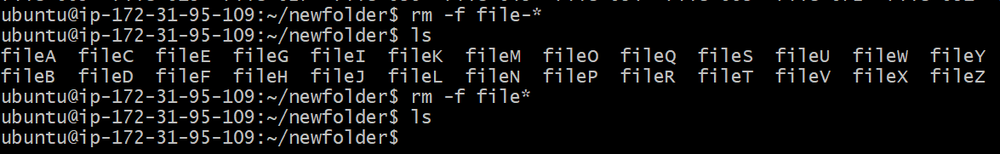 ubuntu@ip-172-31-95-109:~/newfolder$ rm -f file-*
ubuntu@ip-172-31-95-109:~/newfolder$ ls
fileA  fileC  fileE  fileG  fileI  fileK  fileM  fileO  fileQ  fileS  fileU  fileW  fileY
fileB  fileD  fileF  fileH  fileJ  fileL  fileN  fileP  fileR  fileT  fileV  fileX  fileZ
ubuntu@ip-172-31-95-109:~/newfolder$ rm -f file*
ubuntu@ip-172-31-95-109:~/newfolder$ ls
ubuntu@ip-172-31-95-109:~/newfolder$